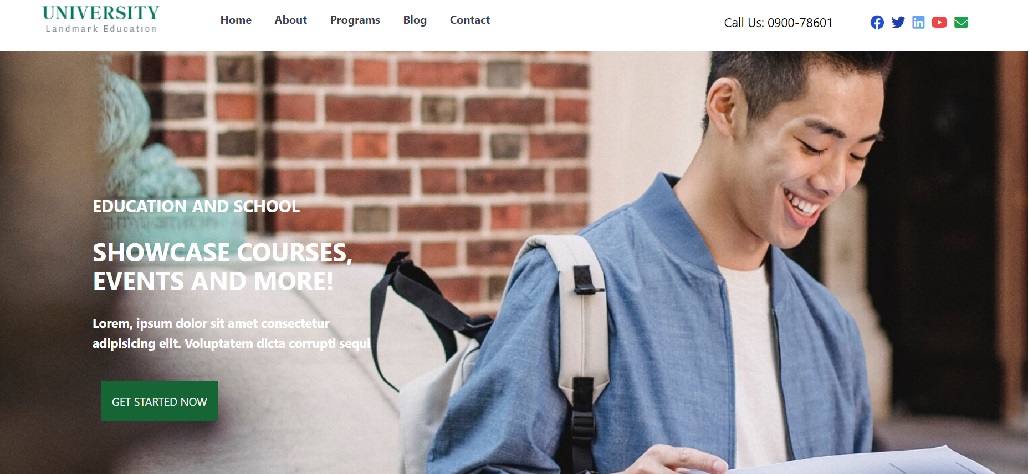 UNIVERSITY
Landmark Education
Home About Programs Blog Contact
Call Us: 0900-78601
EDUCATION AND SCHOOL
SHOWCASE COURSES,
EVENTS AND MORE!
Lorem, ipsum dolor sit amet consectetur
adipisicing elit. Voluptatem dicta corrupti sequi
GET STARTED NOW